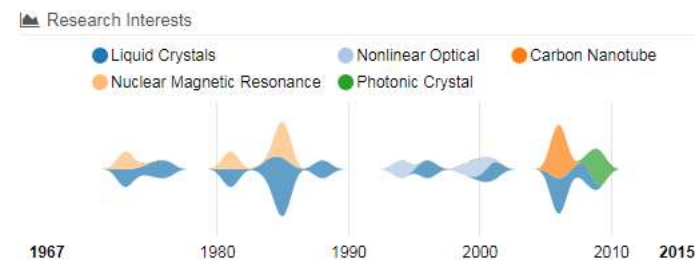 Research Interests
Liquid Crystals Nonlinear Optical Carbon Nanotube
Nuclear Magnetic Resonance Photonic Crystal
1967 1980 1990 2000 2010 2015